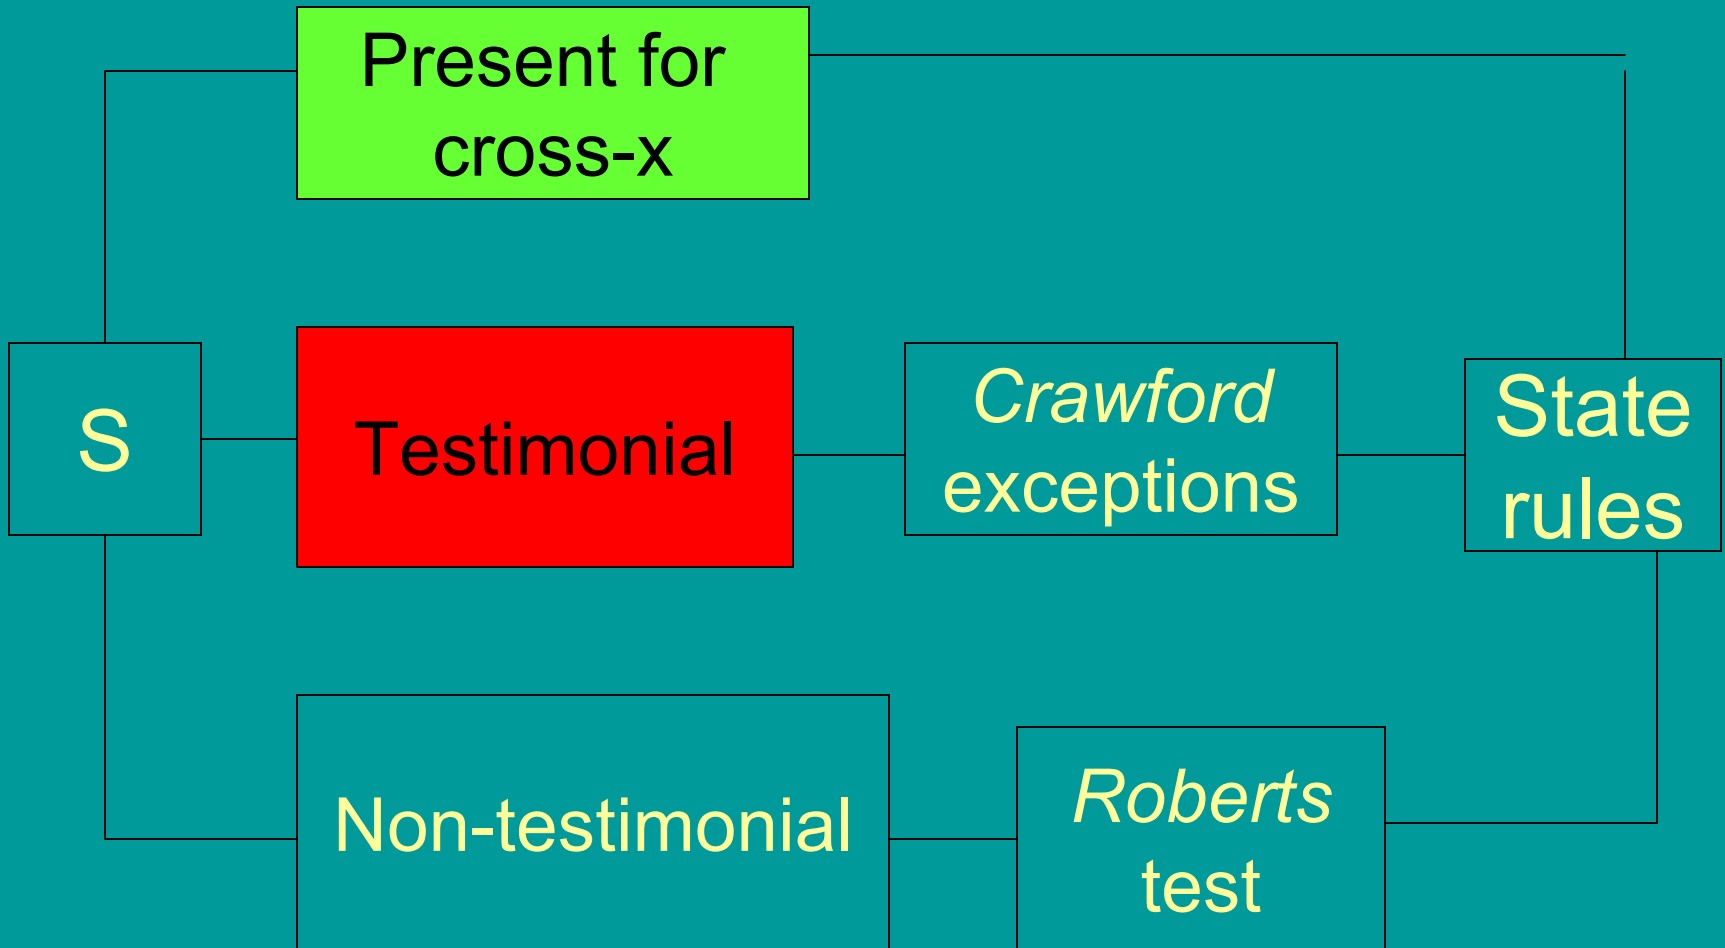 Present for
cross-x
S
Testimonial
Crawford
exceptions
State
rules
Non-testimonial
Roberts
test